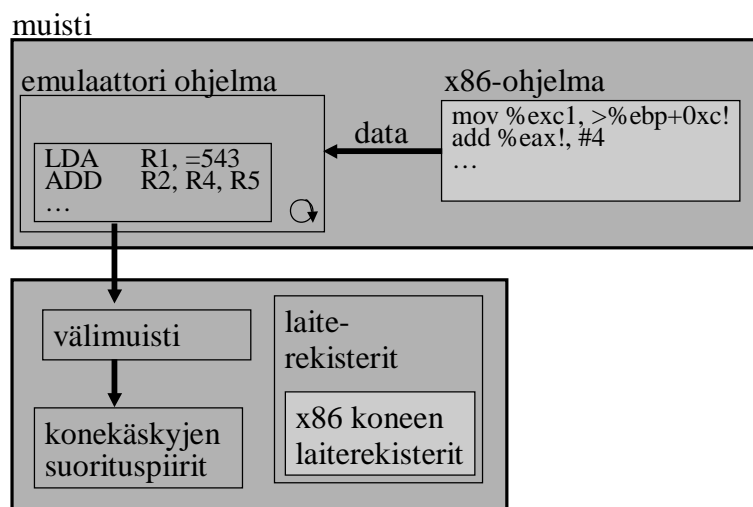 muisti
emulaattori ohjelma
x86-ohjelma
mov %exc1, >%ebp+0xc!
add %eax!, #4
…
data
LDA R1, =543
ADD R2, R4, R5
…
välimuisti
konekäskyjen
suorituspiirit
laite-
rekisterit
x86 koneen
laiterekisterit